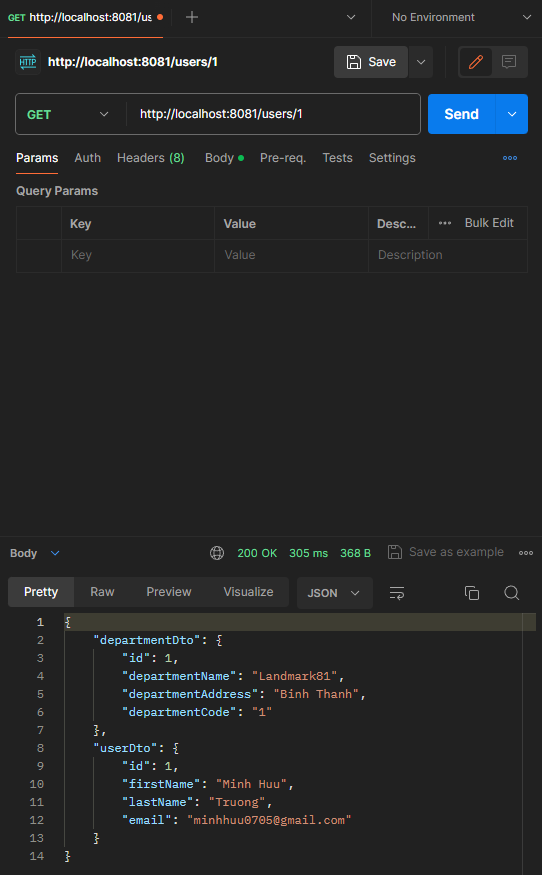 GET http://localhost:8081/us No Environment
HTTP http://localhost:8081/users/1 Save
GET http://localhost:8081/users/1 Send
Params Auth Headers (8) Body Pre-req. Tests Settings
Query Params
Key Value Desc... Bulk Edit
Key Value Description
Body 200 OK 305 ms 368 B Save as example
Pretty Raw Preview Visualize JSON
1 {
2 "departmentDto": {
3 "id": 1,
4 "departmentName": "Landmark81",
5 "departmentAddress": "Binh Thanh",
6 "departmentCode": "1"
7 },
8 "userDto": {
9 "id": 1,
10 "firstName": "Minh Huu",
11 "lastName": "Truong",
12 "email": "minhhuu0705@gmail.com"
13 }
14 }